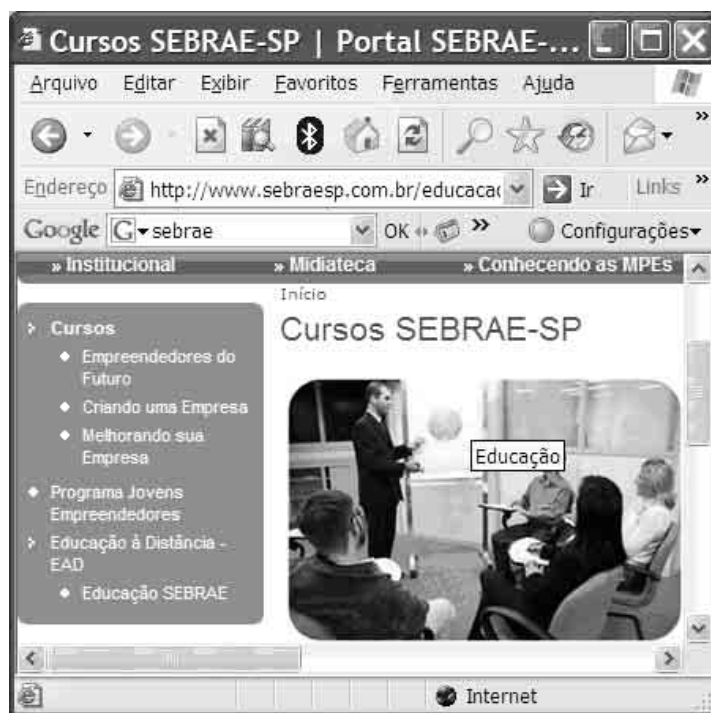 Cursos SEBRAE-SP | Portal SEBRAE-...
Arquivo Editar Exibir Favoritos Ferramentas Ajuda
Endereço http://www.sebraesp.com.br/educacac Ir Links »
Google G sebrae OK » Configurações
» Institucional » Midiateca » Conhecendo as MPEs
Início
Cursos SEBRAE-SP
Cursos
Empreendedores do
Futuro
Criando uma Empresa
Melhorando sua
Empresa
Programa Jovens
Empreendedores
Educação à Distância -
EAD
Educação SEBRAE
Educação
Internet